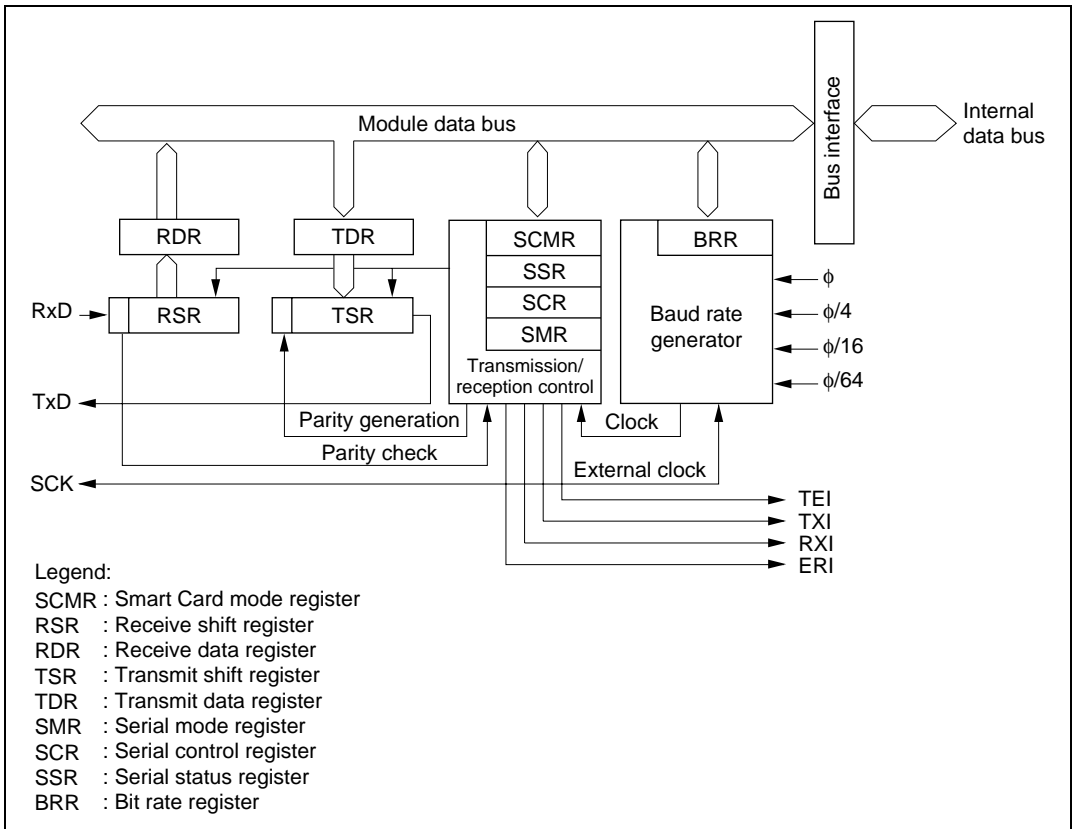 Bus interface
Internal
data bus
Module data bus
RDR
TDR
SCMR
BRR
SSR
SCR
SMR
Transmission/
reception control
Baud rate
generator
φ
φ/4
φ/16
φ/64
RxD
RSR
TSR
TxD
Parity generation
Clock
Parity check
External clock
SCK
TEI
TXI
RXI
ERI
Legend:
SCMR : Smart Card mode register
RSR : Receive shift register
RDR : Receive data register
TSR : Transmit shift register
TDR : Transmit data register
SMR : Serial mode register
SCR : Serial control register
SSR : Serial status register
BRR : Bit rate register